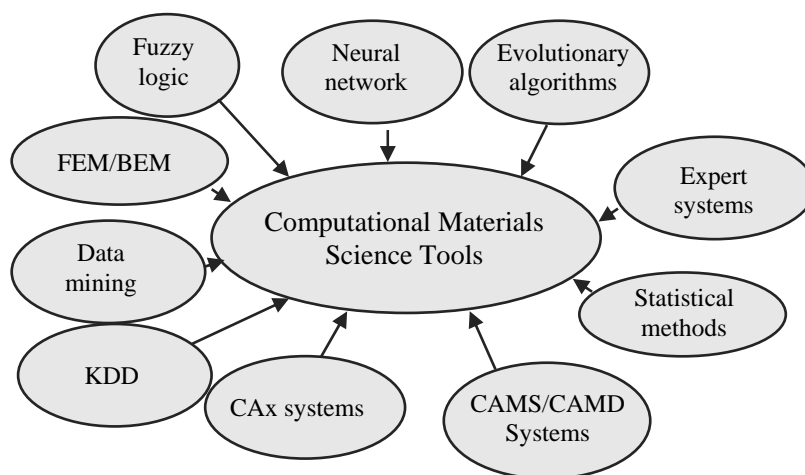 Fuzzy
logic
Neural
network
Evolutionary
algorithms
FEM/BEM
Expert
systems
Computational Materials
Science Tools
Data
mining
Statistical
methods
KDD
CAx systems
CAMS/CAMD
Systems